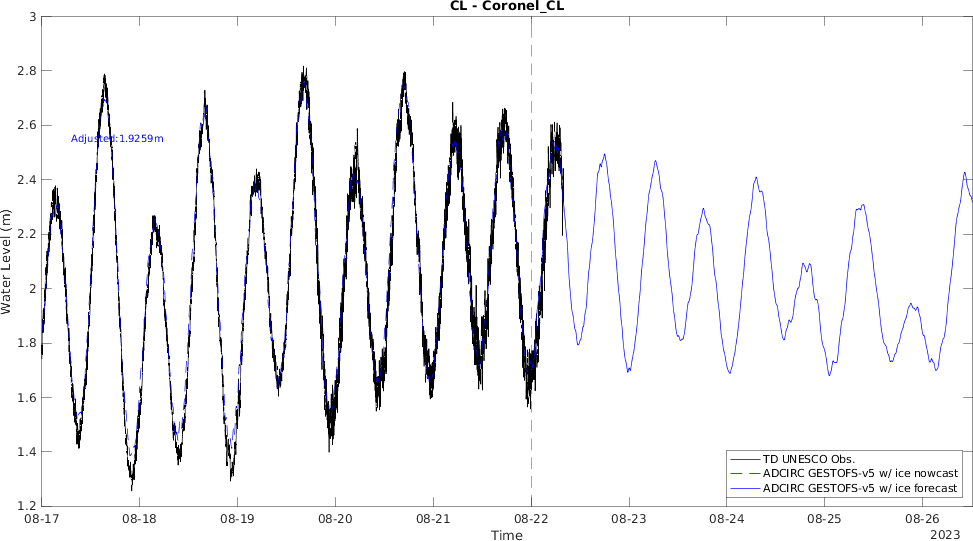 CL - Coronel_CL
3
2.8
2.6
2.4
2.2
2
1.8
1.6
1.4
1.2
Water Level (m)
Adjusted:1.9259m
TD UNESCO Obs.
ADCIRC GESTOFS-v5 w/ ice nowcast
ADCIRC GESTOFS-v5 w/ ice forecast
08-17 08-18 08-19 08-20 08-21 08-22 08-23 08-24 08-25 08-26
Time
2023